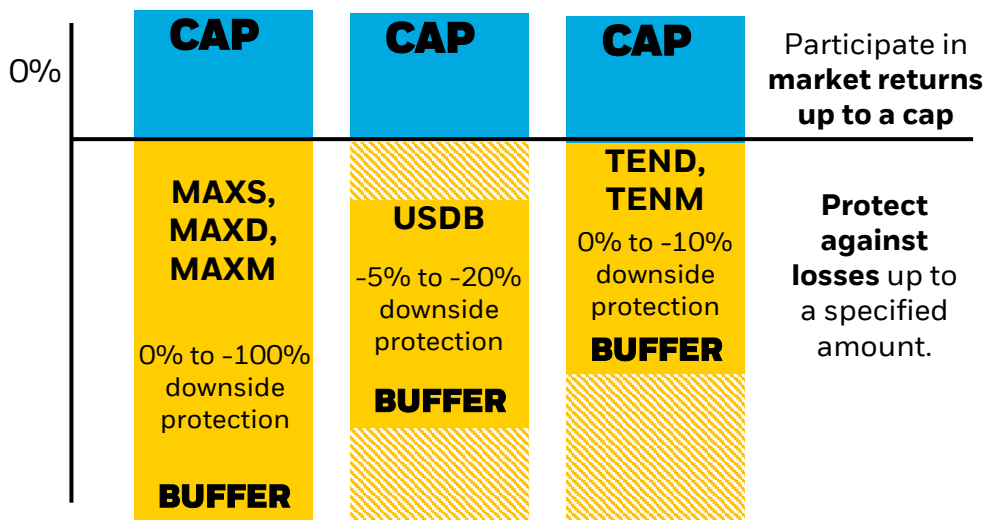 0%
CAP
MAXS,
MAXD,
MAXM
0% to -100%
downside
protection
BUFFER
CAP
USDB
-5% to -20%
downside
protection
BUFFER
CAP
TEND,
TENM
0% to -10%
downside
protection
BUFFER
Participate in
market returns
up to a cap
Protect
against
losses up to
a specified
amount.